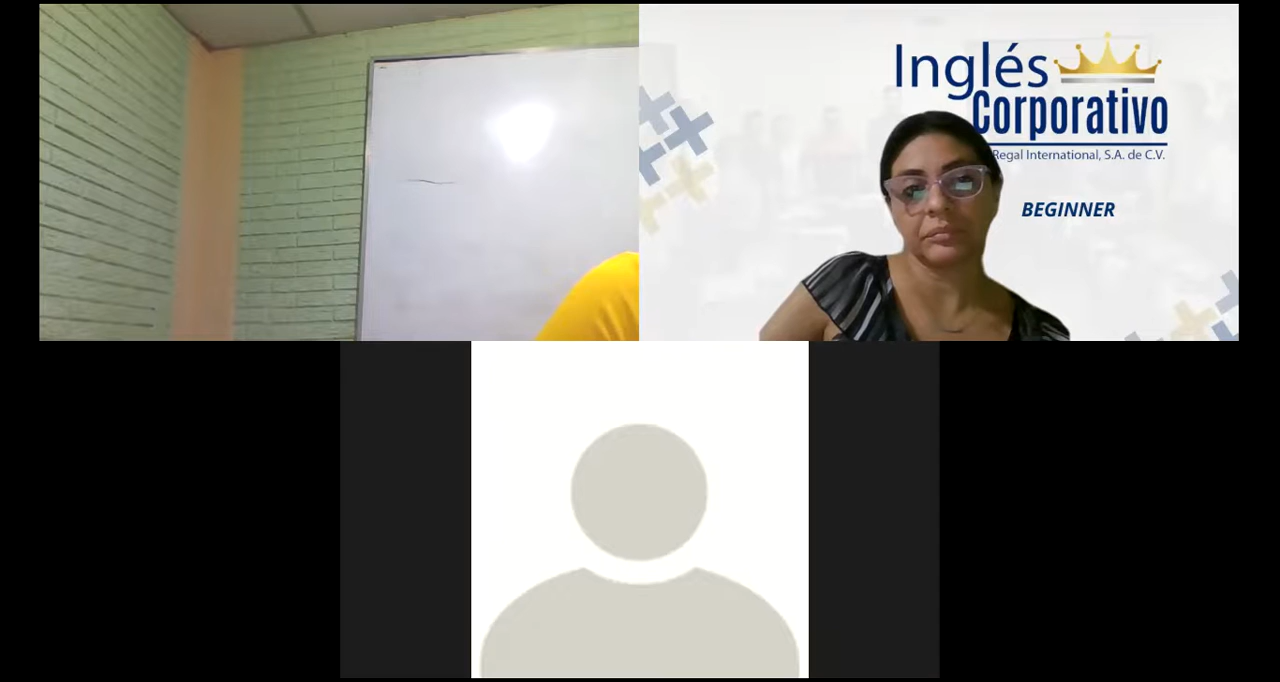 Inglés
Corporativo
Regal International, S.A. de C.V.
BEGINNER